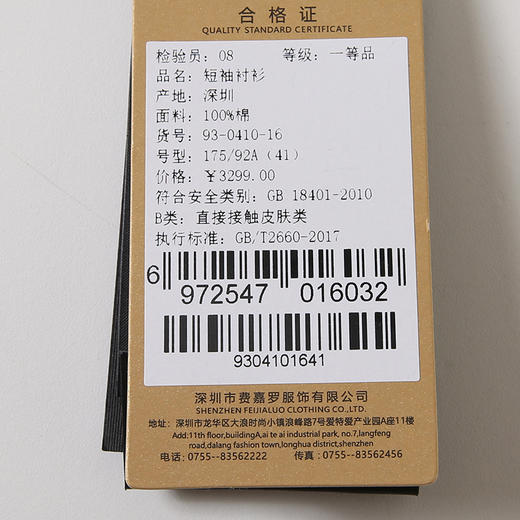 合格证
QUALITY STANDARD CERTIFICATE
检验员: 08 等级: 一等品
品名: 短袖衬衫
产地: 深圳
面料: 100%棉
货号: 93-0410-16
号型: 175/92A (41)
价格: ¥3299.00
符合安全类别: GB 18401-2010
B类: 直接接触皮肤类
执行标准: GB/T2660-2017
6 972547 016032
9304101641
深圳市费嘉罗服饰有限公司
SHENZHEN FEIJIALUO CLOTHING CO.,LTD.
地址: 深圳市龙华区大浪时尚小镇浪峰路7号爱特爱产业园A座11楼
Add:11th floor,buildingA,ai te ai industrial park, no.7,langfeng
road,dalang fashion town,longhua district,shenzhen
电话: 0755--83562222 传真: 0755--83562456